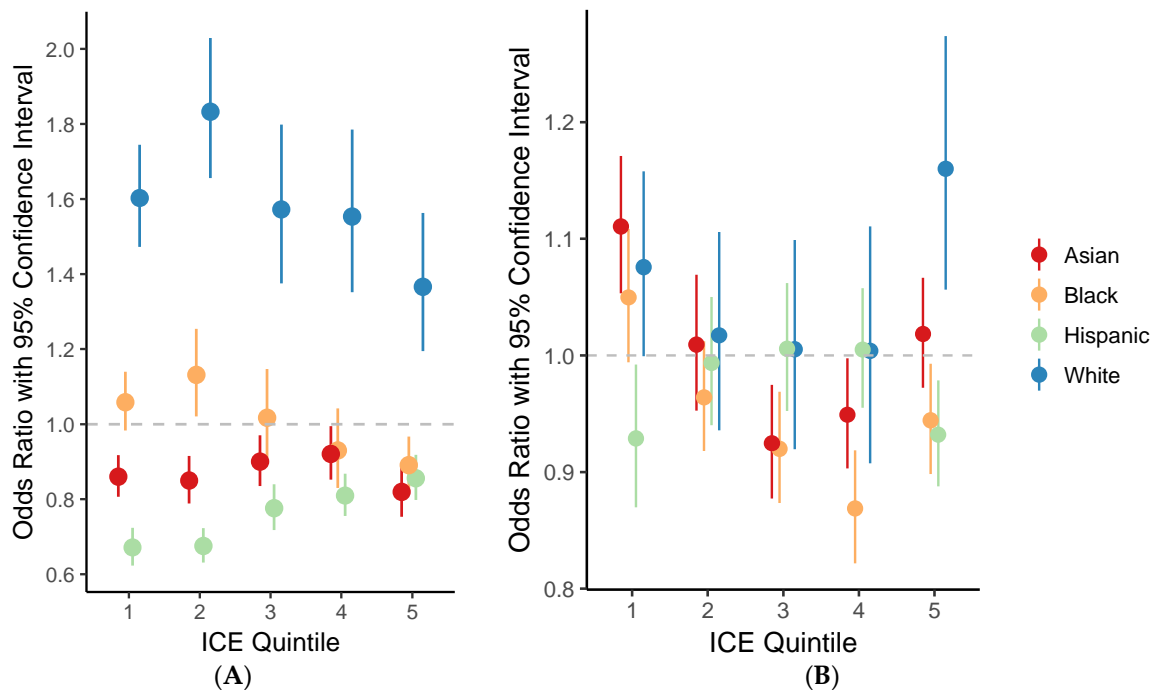 Odds Ratio with 95% Confidence Interval
2.0
1.8
1.6
1.4
1.2
1.0
0.8
0.6
1 2 3 4 5
ICE Quintile
(A)
Odds Ratio with 95% Confidence Interval
1.2
1.1
1.0
0.9
0.8
1 2 3 4 5
ICE Quintile
(B)
Asian
Black
Hispanic
White